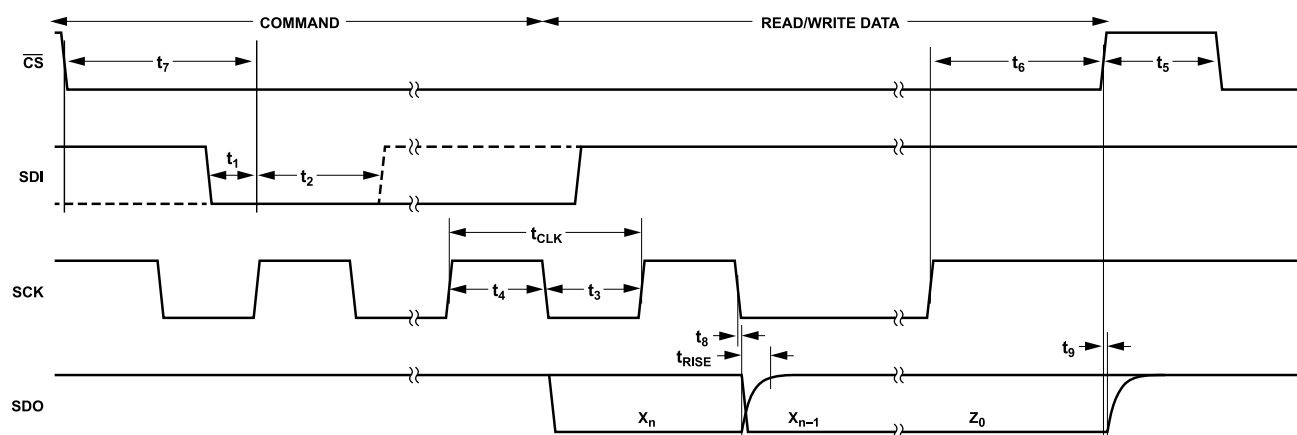 COMMAND READ/WRITE DATA
CS
t7 t6 t5
SDI
t1 t2
tCLK
SCK
t4 t3
t8
tRISE
t9
SDO
Xn Xn–1 Z0